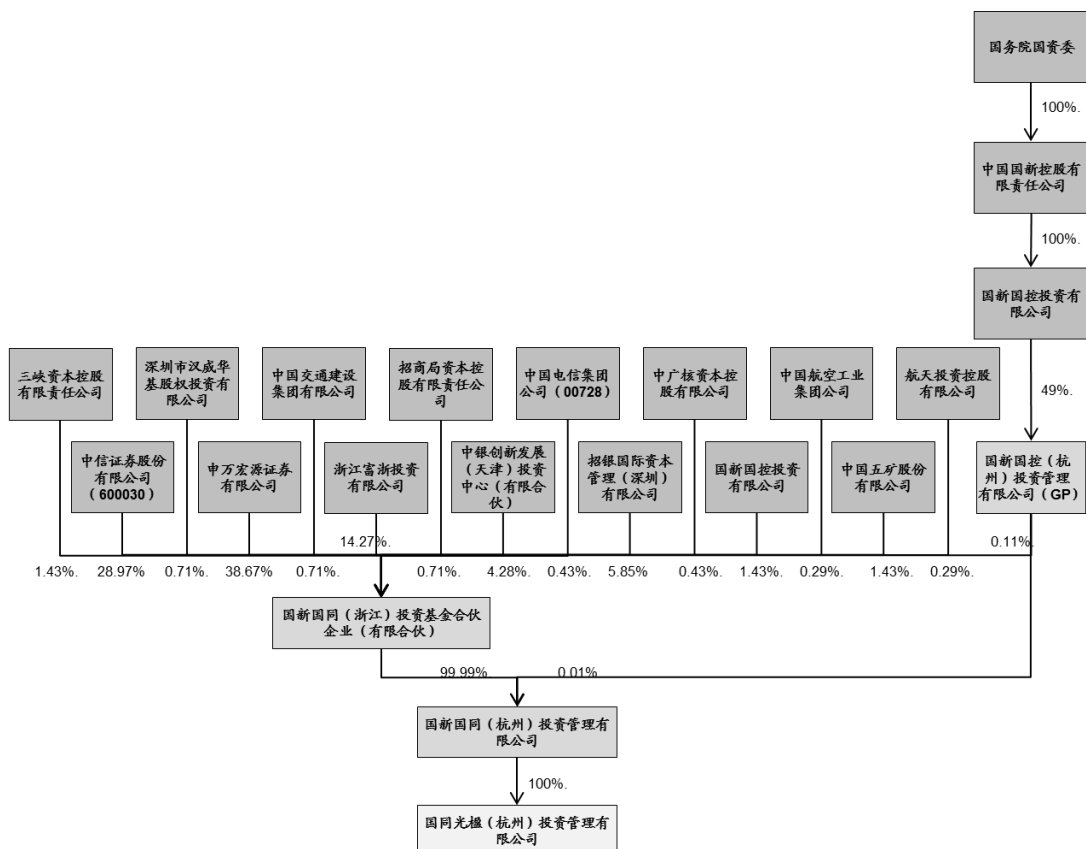 国务院国资委
100%.
中国国新控股有
限责任公司
100%.
国新国控投资有
限公司
三峡资本控股
有限责任公司
深圳市汉威华
基股权投资有
限公司
中国交通建设
集团有限公司
招商局资本控
股有限责任公
司
中国电信集团
公司（00728）
中广核资本控
股有限公司
中国航空工业
集团公司
航天投资控股
有限公司
49%.
中信证券股份
有限公司
（600030）
申万宏源证券
有限公司
浙江富浙投资
有限公司
中银创新发展
（天津）投资
中心（有限合
伙）
招银国际资本
管理（深圳）
有限公司
国新国控投资
有限公司
中国五矿股份
有限公司
国新国控（杭
州）投资管理
有限公司（GP）
14.27%.
0.11%.
1.43%. 28.97% 0.71%. 38.67% 0.71%. 0.71%. 4.28%. 0.43%. 5.85% 0.43%. 1.43%. 0.29%. 1.43%. 0.29%.
国新国同（浙江）投资基金合伙
企业（有限合伙）
99.99%. 0.01%.
国新国同（杭州）投资管理有
限公司
100%.
国同光楹（杭州）投资管理有
限公司